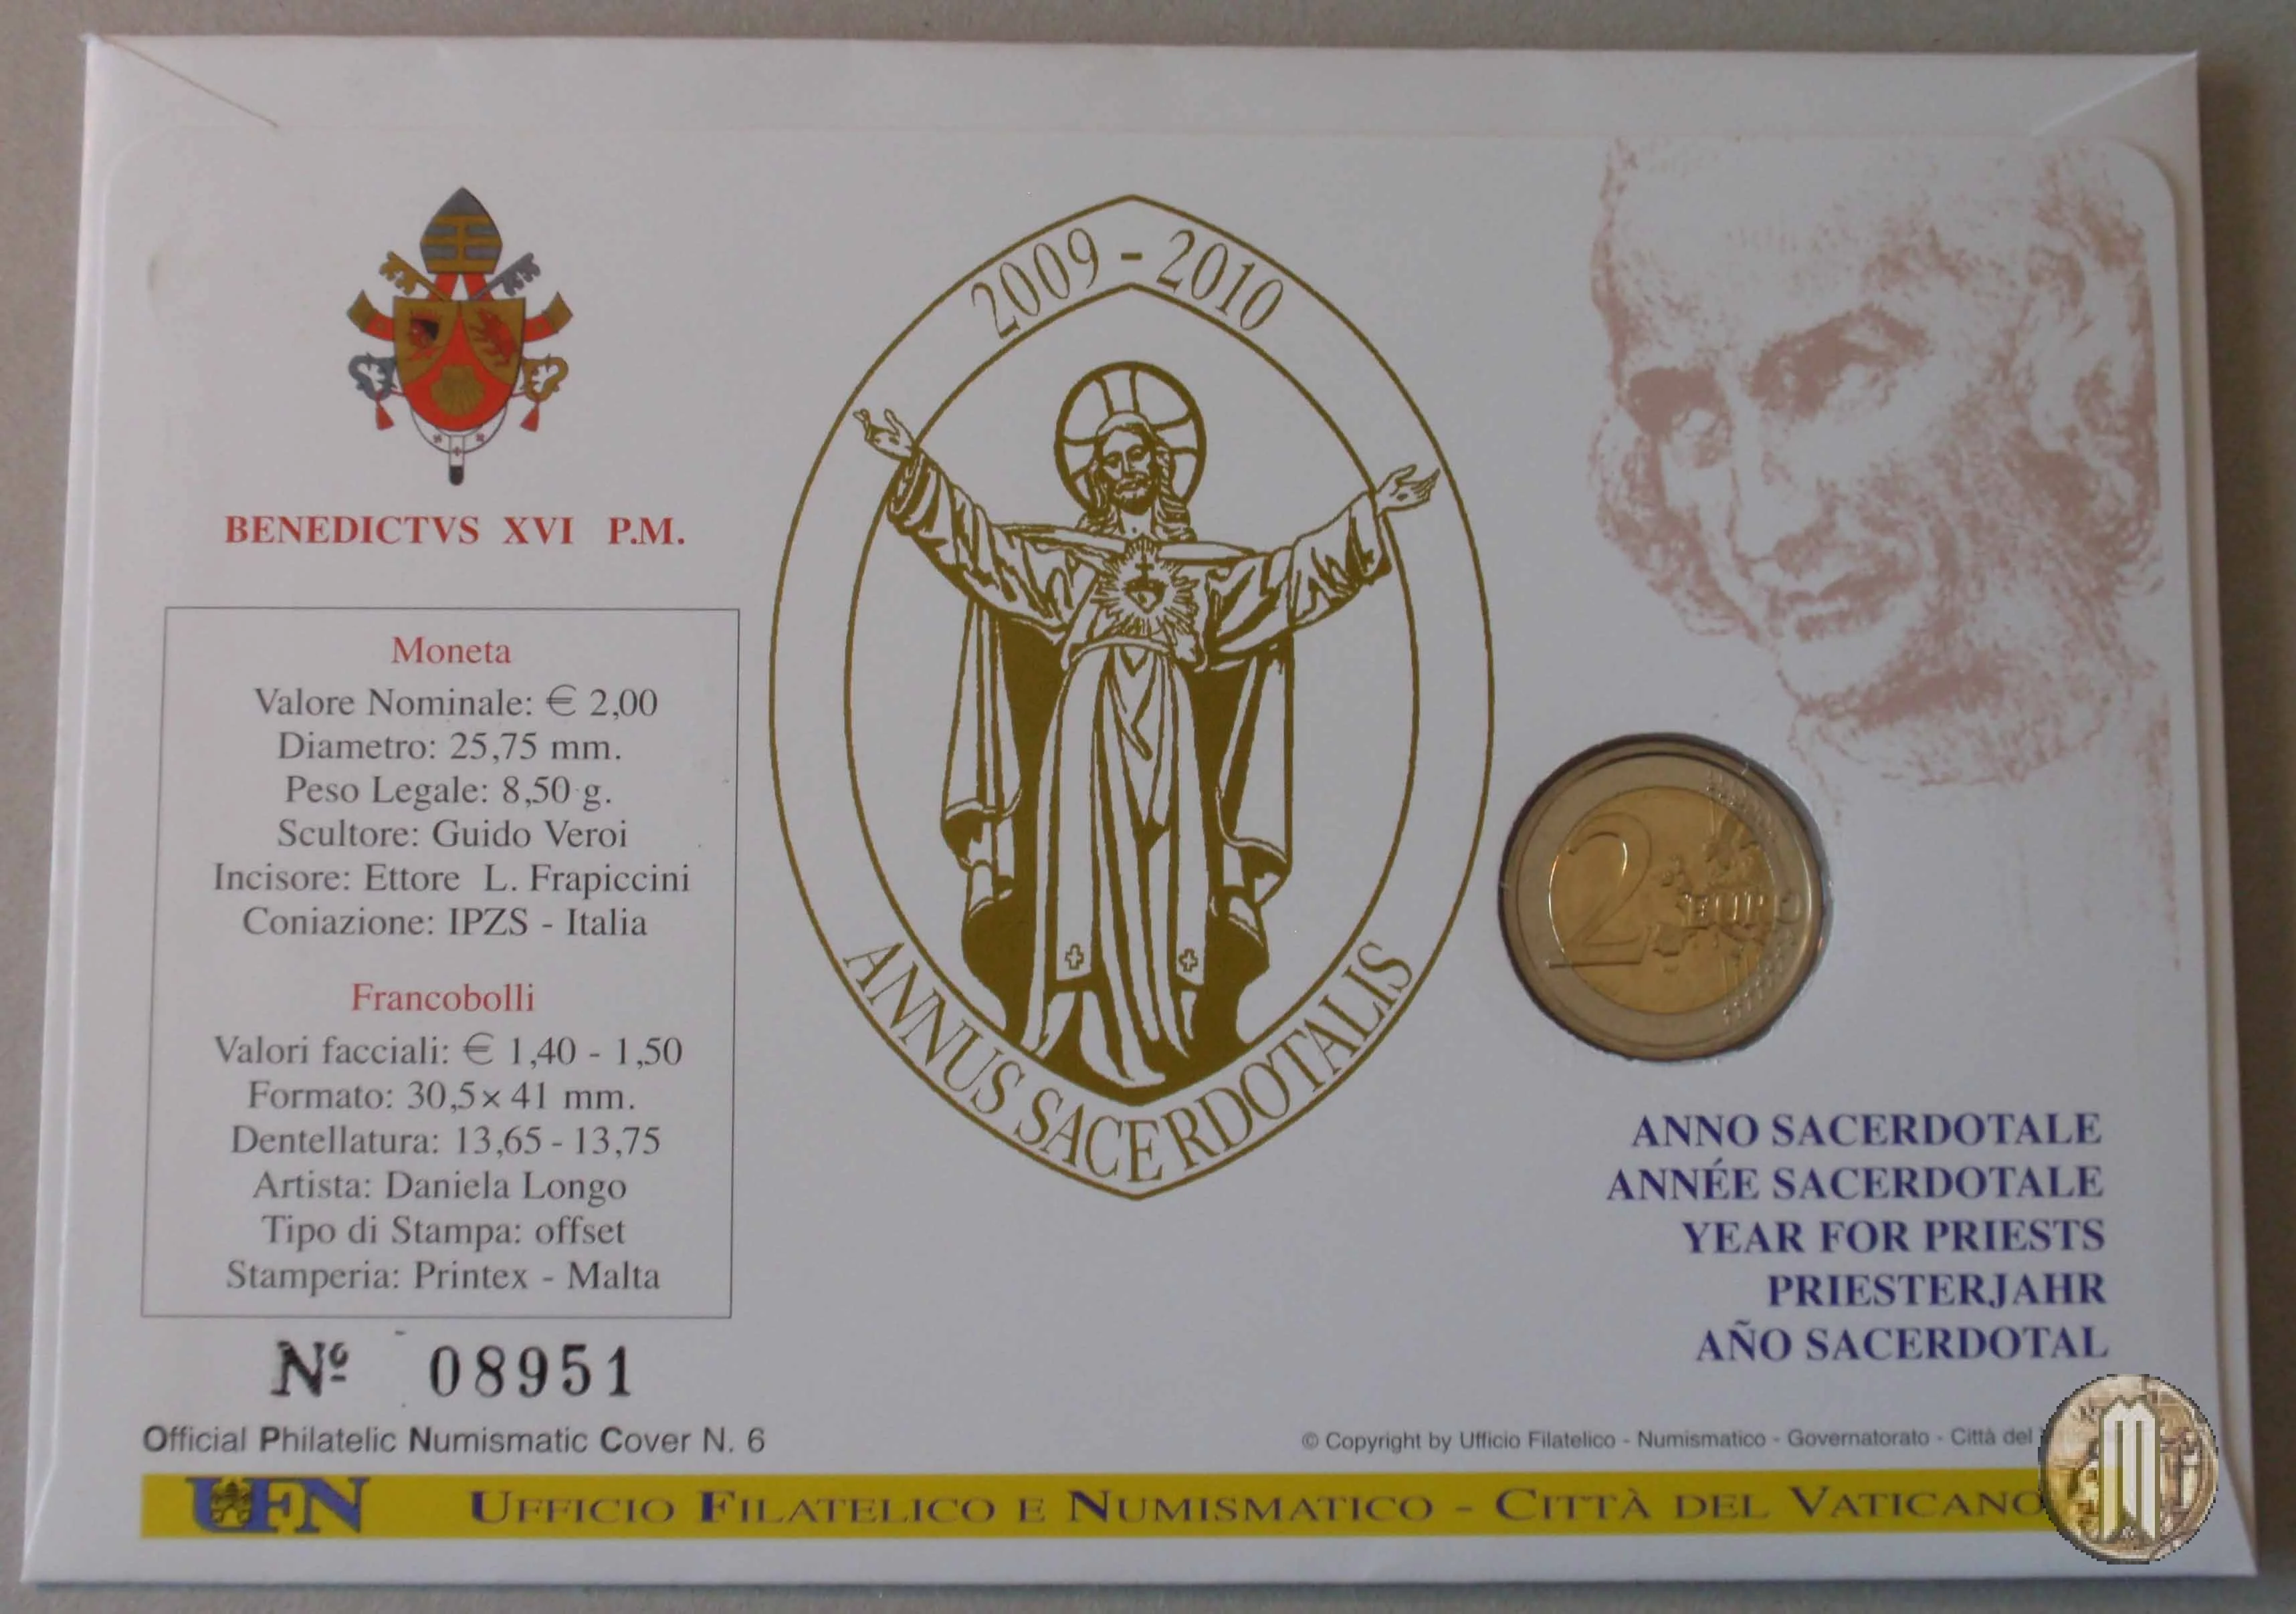 BENEDICTVS XVI P.M.
Moneta
Valore Nominale: € 2,00
Diametro: 25,75 mm.
Peso Legale: 8,50 g.
Scultore: Guido Veroi
Incisore: Ettore L. Frapiccini
Coniazione: IPZS - Italia
Francobolli
Valori facciali: € 1,40 - 1,50
Formato: 30,5 x 41 mm.
Dentellatura: 13,65 - 13,75
Artista: Daniela Longo
Tipo di Stampa: offset
Stamperia: Printex - Malta
Nº 08951
Official Philatelic Numismatic Cover N. 6
2009 - 2010
ANNUS SACERDOTALIS
2 EUR
ANNO SACERDOTALE
ANNÉE SACERDOTALE
YEAR FOR PRIESTS
PRIESTERJAHR
AÑO SACERDOTAL
© Copyright by Ufficio Filatelico - Numismatico - Governatorato - Città del
UFN UFFICIO FILATELICO E NUMISMATICO - CITTÀ DEL VATICANO